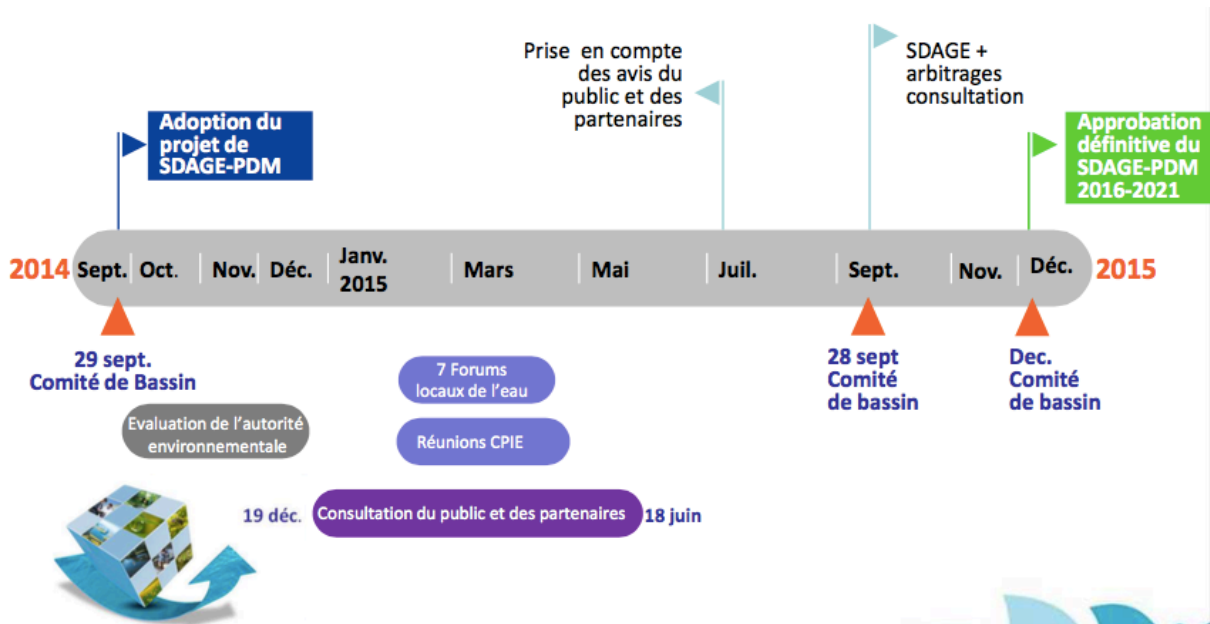 Prise en compte
des avis du
public et des
partenaires
SDAGE +
arbitrages
consultation
Adoption du
projet de
SDAGE-PDM
Approbation
définitive du
SDAGE-PDM
2016-2021
2014
Sept.
Oct.
Nov.
Déc.
Janv.
2015
Mars
Mai
Juil.
Sept.
Nov.
Déc.
2015
29 sept.
Comité de Bassin
28 sept
Comité
de bassin
Dec.
Comité
de bassin
7 Forums
locaux de l'eau
Evaluation de l'autorité
environnementale
Réunions CPIE
19 déc.
Consultation du public et des partenaires
18 juin